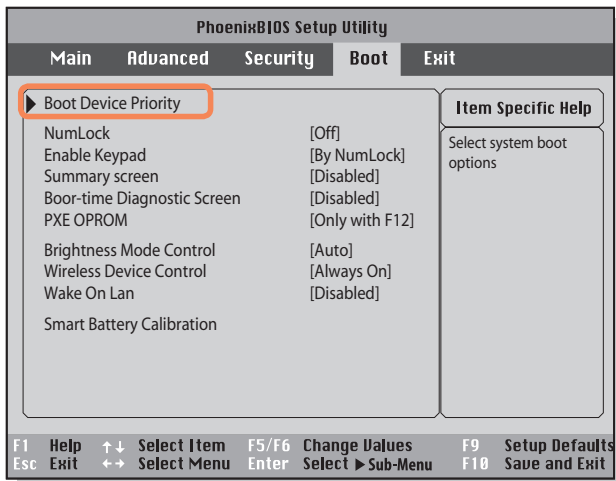 PhoenixBIOS Setup Utility
Main Advanced Security Boot Exit
Boot Device Priority
NumLock [Off]
Enable Keypad [By NumLock]
Summary screen [Disabled]
Boor-time Diagnostic Screen [Disabled]
PXE OPROM [Only with F12]
Brightness Mode Control [Auto]
Wireless Device Control [Always On]
Wake On Lan [Disabled]
Smart Battery Calibration
Item Specific Help
Select system boot
options
F1 Help ↑↓ Select Item F5/F6 Change Values F9 Setup Defaults
Esc Exit ←→ Select Menu Enter Select ▶ Sub-Menu F10 Save and Exit